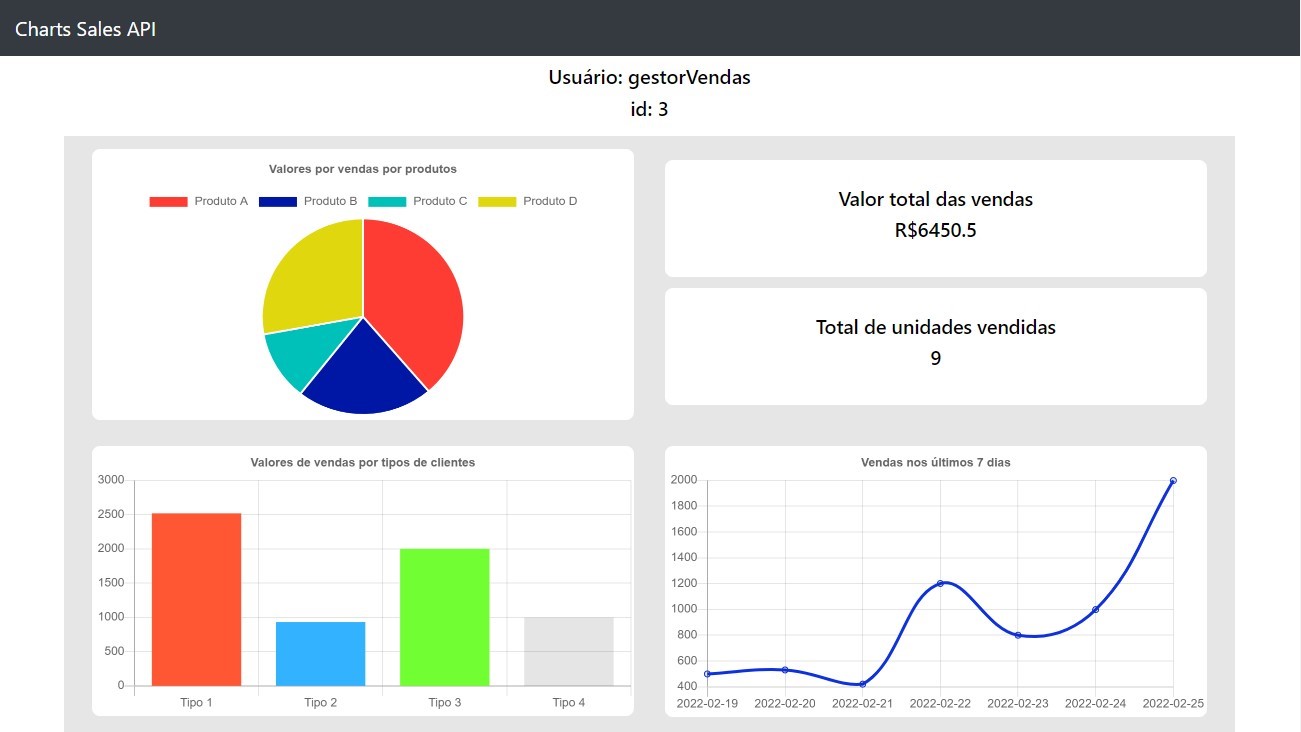 Charts Sales API
Usuário: gestorVendas
id: 3
Valores por vendas por produtos
Produto A Produto B Produto C Produto D
Valor total das vendas
R$6450.5
Total de unidades vendidas
9
Valores de vendas por tipos de clientes
3000
2500
2000
1500
1000
500
0
Tipo 1 Tipo 2 Tipo 3 Tipo 4
Vendas nos últimos 7 dias
2000
1800
1600
1400
1200
1000
800
600
400
2022-02-19 2022-02-20 2022-02-21 2022-02-22 2022-02-23 2022-02-24 2022-02-25